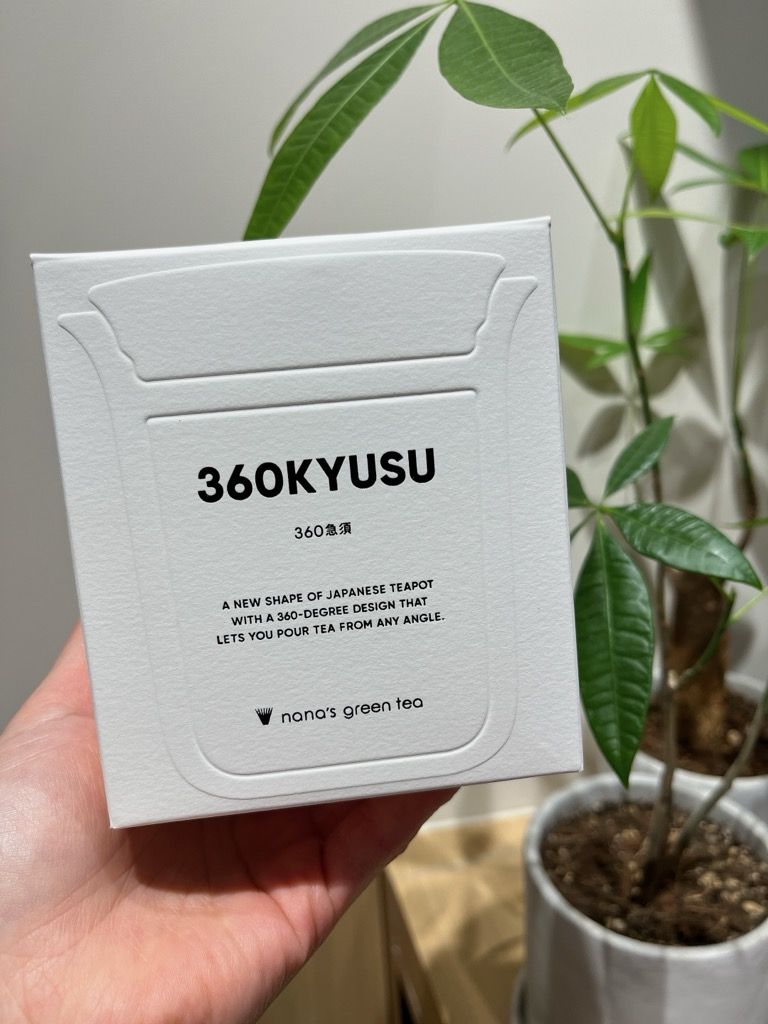 360KYUSU
360急須
A NEW SHAPE OF JAPANESE TEAPOT
WITH A 360-DEGREE DESIGN THAT
LETS YOU POUR TEA FROM ANY ANGLE.
nana's green tea